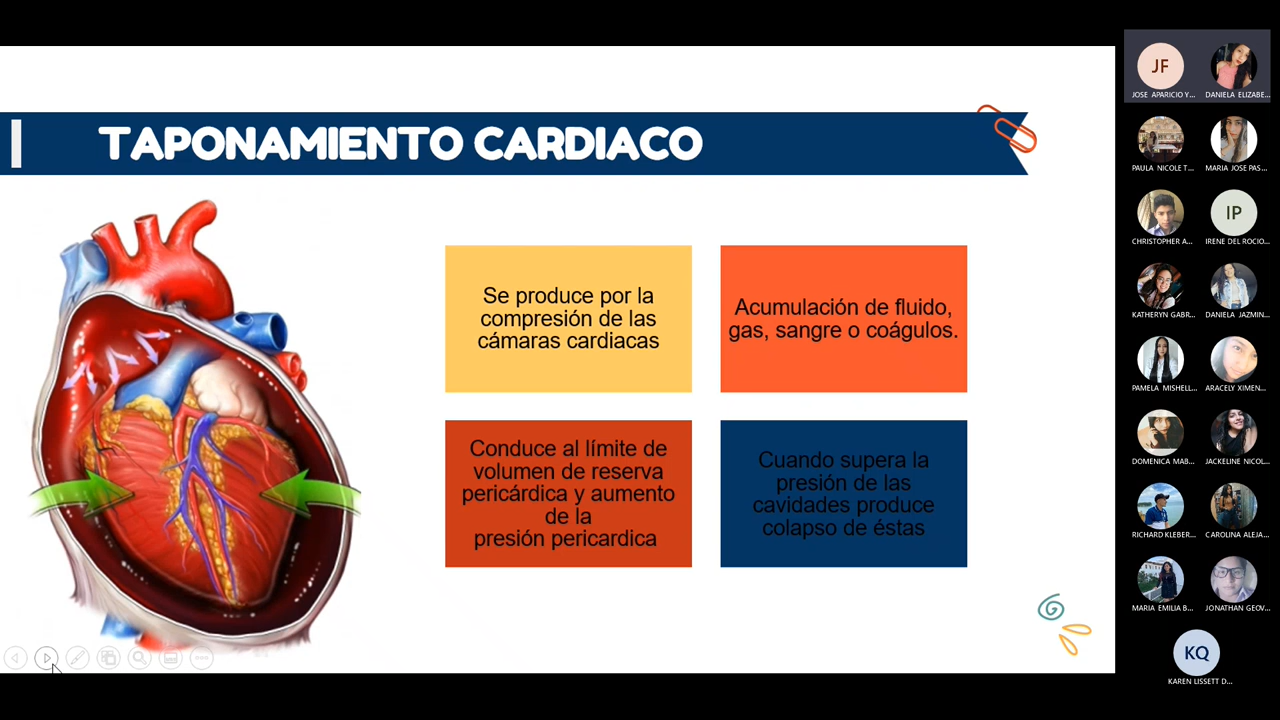 TAPONAMIENTO CARDIACO
Se produce por la
compresión de las
cámaras cardiacas
Acumulación de fluido,
gas, sangre o coágulos.
Conduce al límite de
volumen de reserva
pericárdica y aumento
de la
presión pericardica
Cuando supera la
presión de las
cavidades produce
colapso de éstas
JF
JOSE APARICIO Y...
DANIELA ELIZABE...
PAULA NICOLE T...
MARIA JOSE PAS...
CHRISTOPHER A...
IP
IRENE DEL ROCIO...
KATHERYN GABR...
DANIELA JAZMIN...
PAMELA MISHELL...
ARACELY XIMEN...
DOMENICA MAB...
JACKELINE NICOL...
RICHARD KLEBER...
CAROLINA ALEJA...
MARIA EMILIA B...
JONATHAN GEOV...
KQ
KAREN LISSETT D...